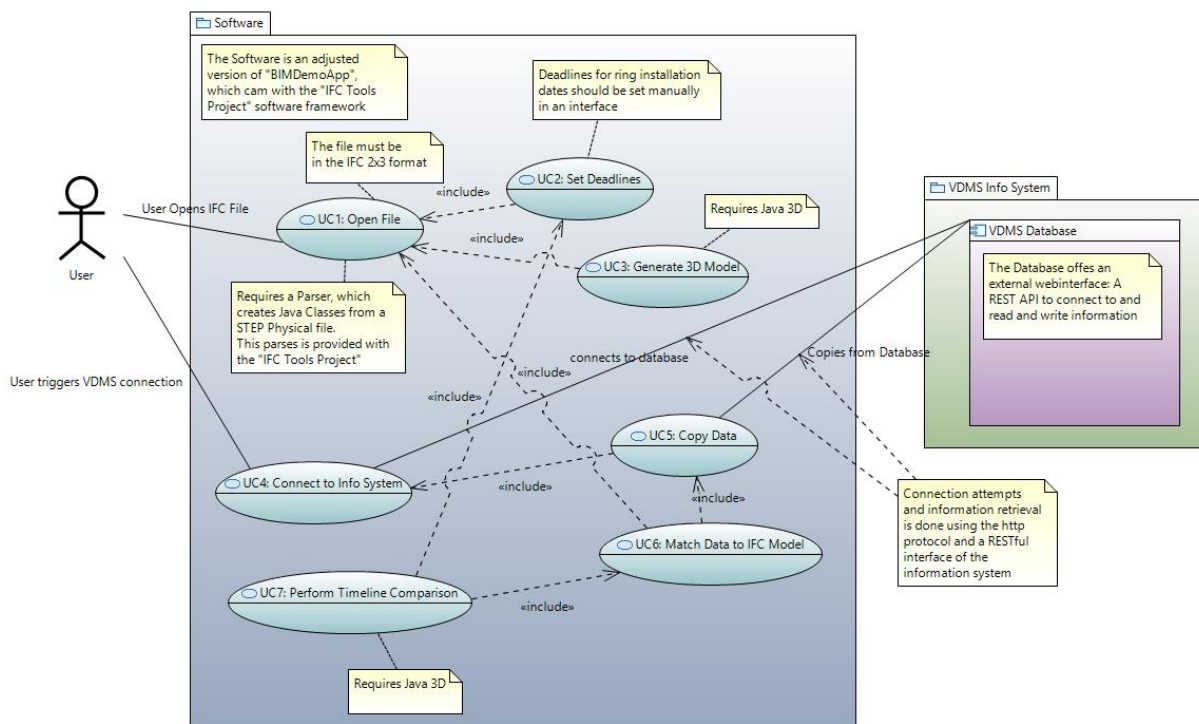 Software
The Software is an adjusted
version of "BIMDemoApp",
which cam with the "IFC Tools
Project" software framework
Deadlines for ring installation
dates should be set manually
in an interface
The file must be
in the IFC 2x3 format
«include»
UC2: Set Deadlines
VDMS Info System
User Opens IFC File
UC1: Open File
Requires Java 3D
«include»
VDMS Database
UC3: Generate 3D Model
User
The Database offes an
external webinterface: A
REST API to connect to and
read and write information
Requires a Parser, which
creates Java Classes from a
STEP Physical file.
This parses is provided with
the "IFC Tools Project"
connects to database
Copies from Database
User triggers VDMS connection
«include»
«include»
UC5: Copy Data
UC4: Connect to Info System
«include»
«include»
Connection attempts
and information retrieval
is done using the http
protocol and a RESTful
interface of the
information system
UC6: Match Data to IFC Model
UC7: Perform Timeline Comparison
«include»
Requires Java 3D